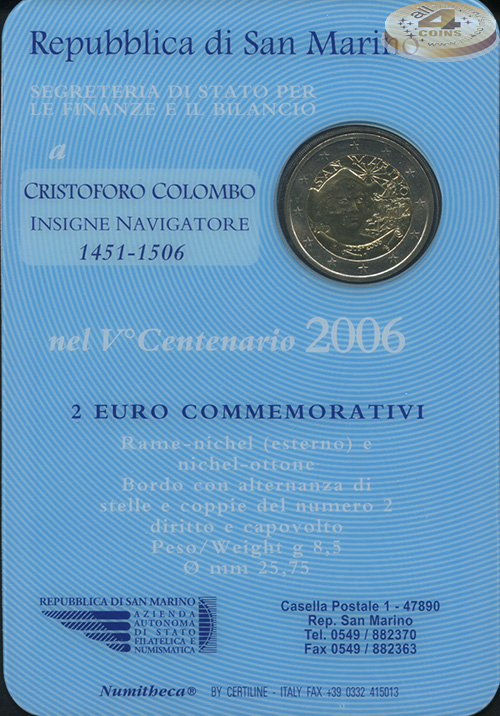 Repubblica di San Marino
all
4
COINS
SEGRETERIA DI STATO PER
LE FINANZE E IL BILANCIO
a
CRISTOFORO COLOMBO
INSIGNE NAVIGATORE
1451-1506
SAN MARINO
nel V° Centenario 2006
2 EURO COMMEMORATIVI
Rame-nichel (esterno) e
nichel-ottone
Bordo con alternanza di
stelle e coppie del numero 2
diritto e capovolto
Peso/Weight g 8,5
Ø mm 25,75
REPUBBLICA DI SAN MARINO
AZIENDA
AUTONOMA
DI STATO
FILATELICA E
NUMISMATICA
Casella Postale 1 - 47890
Rep. San Marino
Tel. 0549 / 882370
Fax 0549 / 882363
Numitheca® BY CERTILINE - ITALY FAX +39 0332 415013